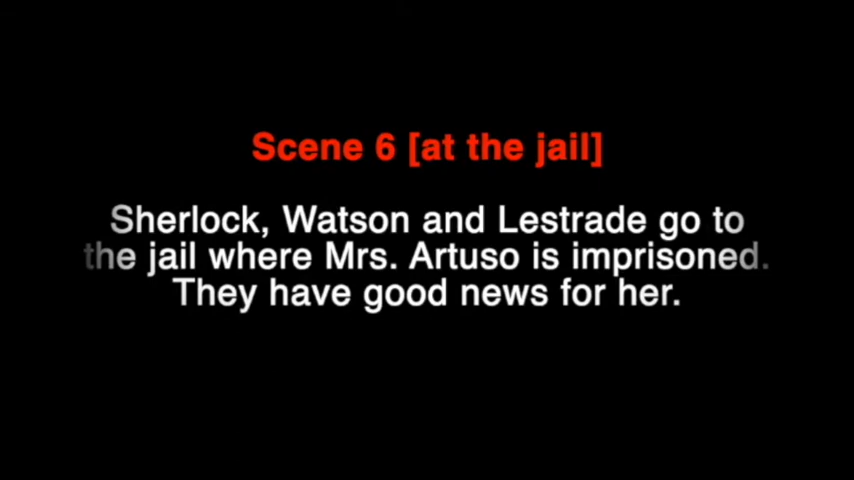 Scene 6 [at the jail]
Sherlock, Watson and Lestrade go to
the jail where Mrs. Artuso is imprisoned.
They have good news for her.